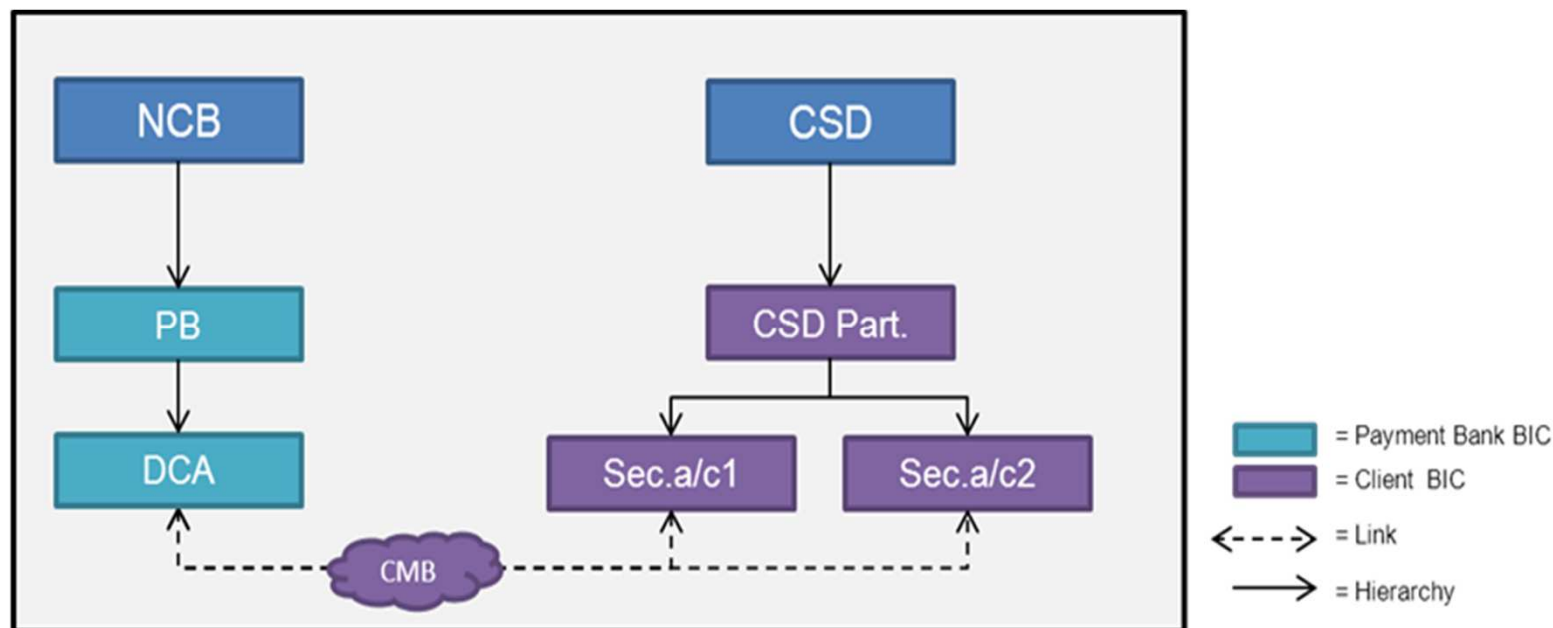 NCB
CSD
PB
CSD Part.
DCA
Sec.a/c1
Sec.a/c2
CMB
= Payment Bank BIC
= Client BIC
= Link
= Hierarchy